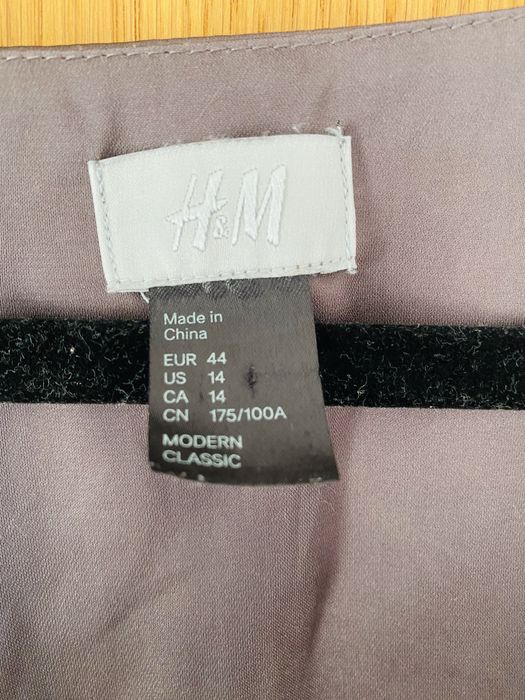 H&M
Made in
China
EUR 44
US 14
CA 14
CN 175/100A
MODERN
CLASSIC